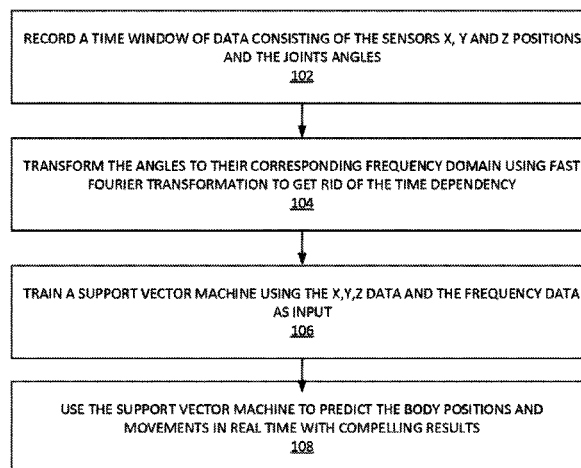 RECORD A TIME WINDOW OF DATA CONSISTING OF THE SENSORS X, Y AND Z POSITIONS
AND THE JOINTS ANGLES
102
TRANSFORM THE ANGLES TO THEIR CORRESPONDING FREQUENCY DOMAIN USING FAST
FOURIER TRANSFORMATION TO GET RID OF THE TIME DEPENDENCY
104
TRAIN A SUPPORT VECTOR MACHINE USING THE X,Y,Z DATA AND THE FREQUENCY DATA
AS INPUT
106
USE THE SUPPORT VECTOR MACHINE TO PREDICT THE BODY POSITIONS AND
MOVEMENTS IN REAL TIME WITH COMPELLING RESULTS
108